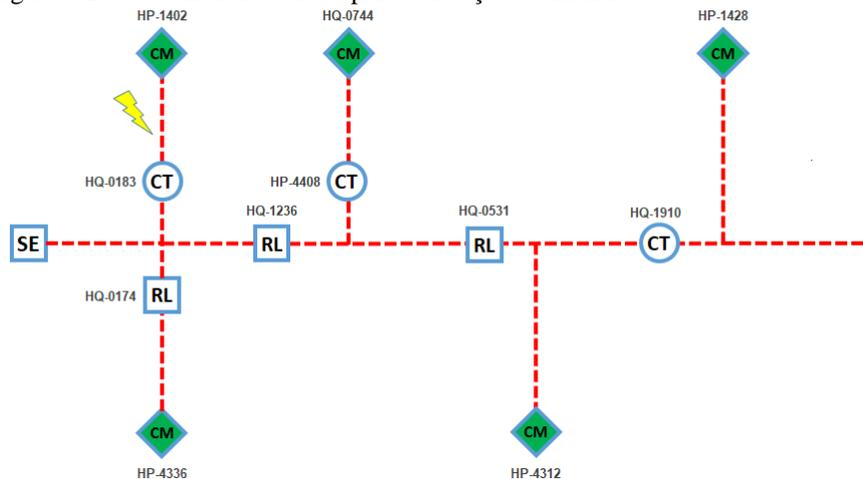 HP-1402 HQ-0744 HP-1428
CM CM CM
HQ-0183 CT HP-4408 CT
HQ-1236 HQ-0531 HQ-1910
SE RL RL CT
HQ-0174 RL
CM CM
HP-4336 HP-4312